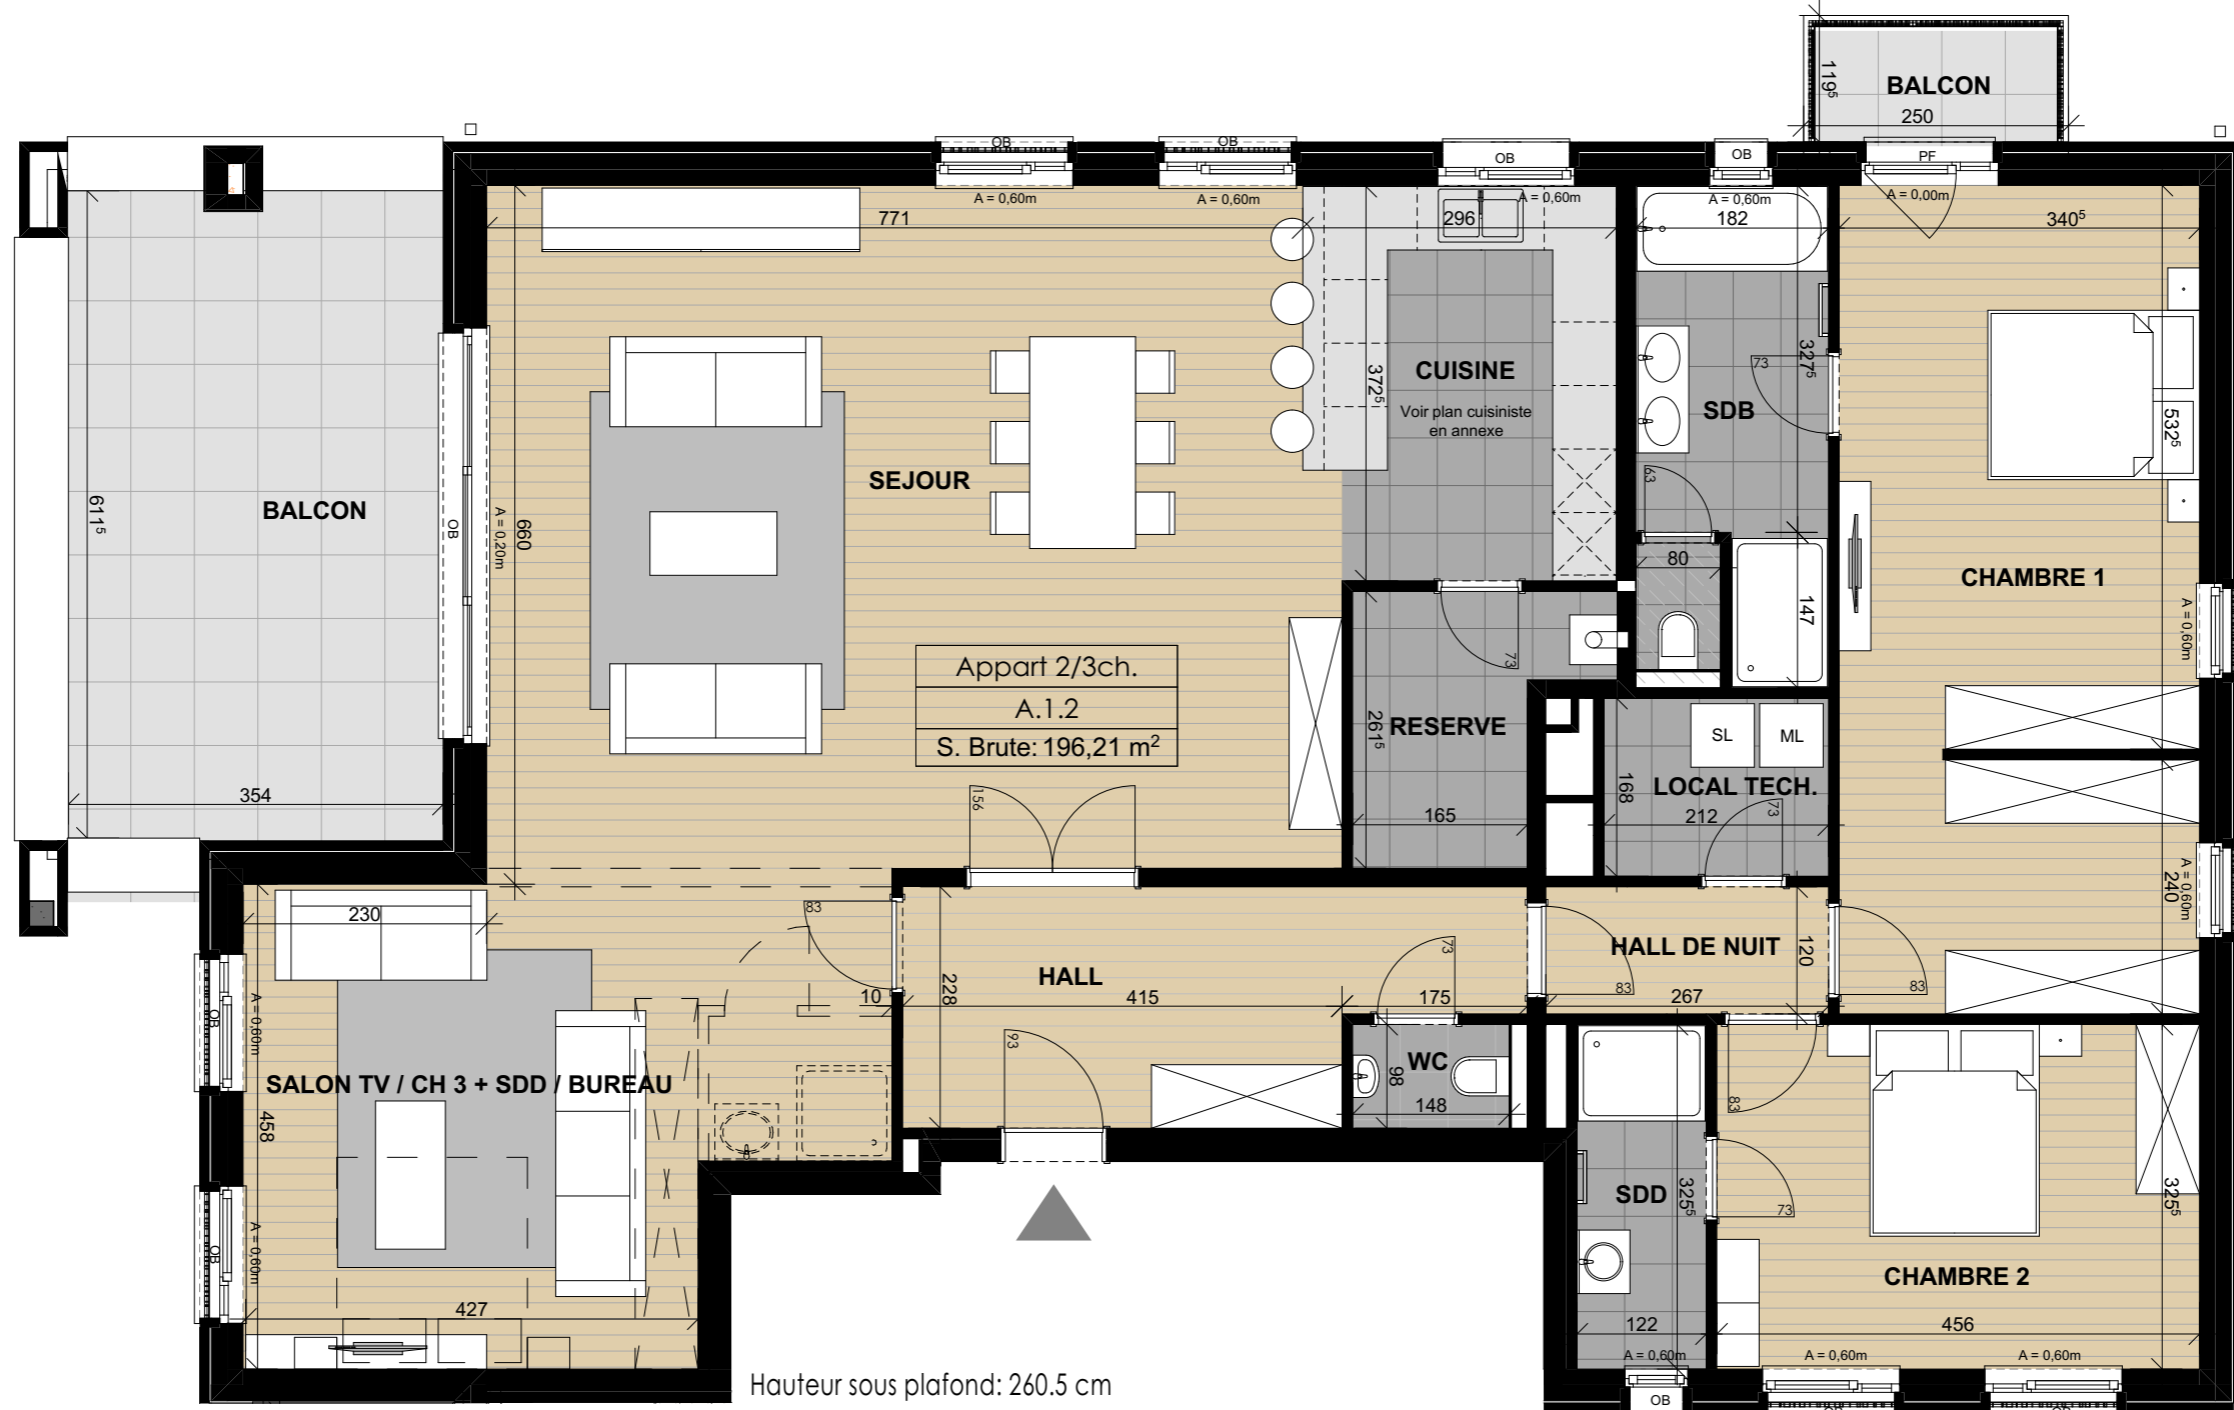 BALCON
119⁵
250
OB
OB
OB
OB
PF
A = 0,60m
A = 0,60m
A = 0,60m
A = 0,60m
A = 0,00m
771
296
182
340⁵
611⁵
BALCON
354
OB
A = 0,20m
660
SEJOUR
372⁵
CUISINE
Voir plan cuisiniste
en annexe
SDB
327⁵
73
63
532⁵
CHAMBRE 1
A = 0,60m
80
147
Appart 2/3ch.
A.1.2
S. Brute: 196,21 m²
156
73
RESERVE
261⁵
165
SL
ML
LOCAL TECH.
168
212
73
A = 0,60m
240
230
83
10
HALL
228
415
93
73
175
HALL DE NUIT
120
83
267
83
OB
A = 0,60m
SALON TV / CH 3 + SDD / BUREAU
458
OB
A = 0,60m
427
WC
98
148
83
SDD
325⁵
73
122
CHAMBRE 2
325⁵
456
A = 0,60m
A = 0,60m
A = 0,60m
OB
OB
OB
Hauteur sous plafond: 260.5 cm